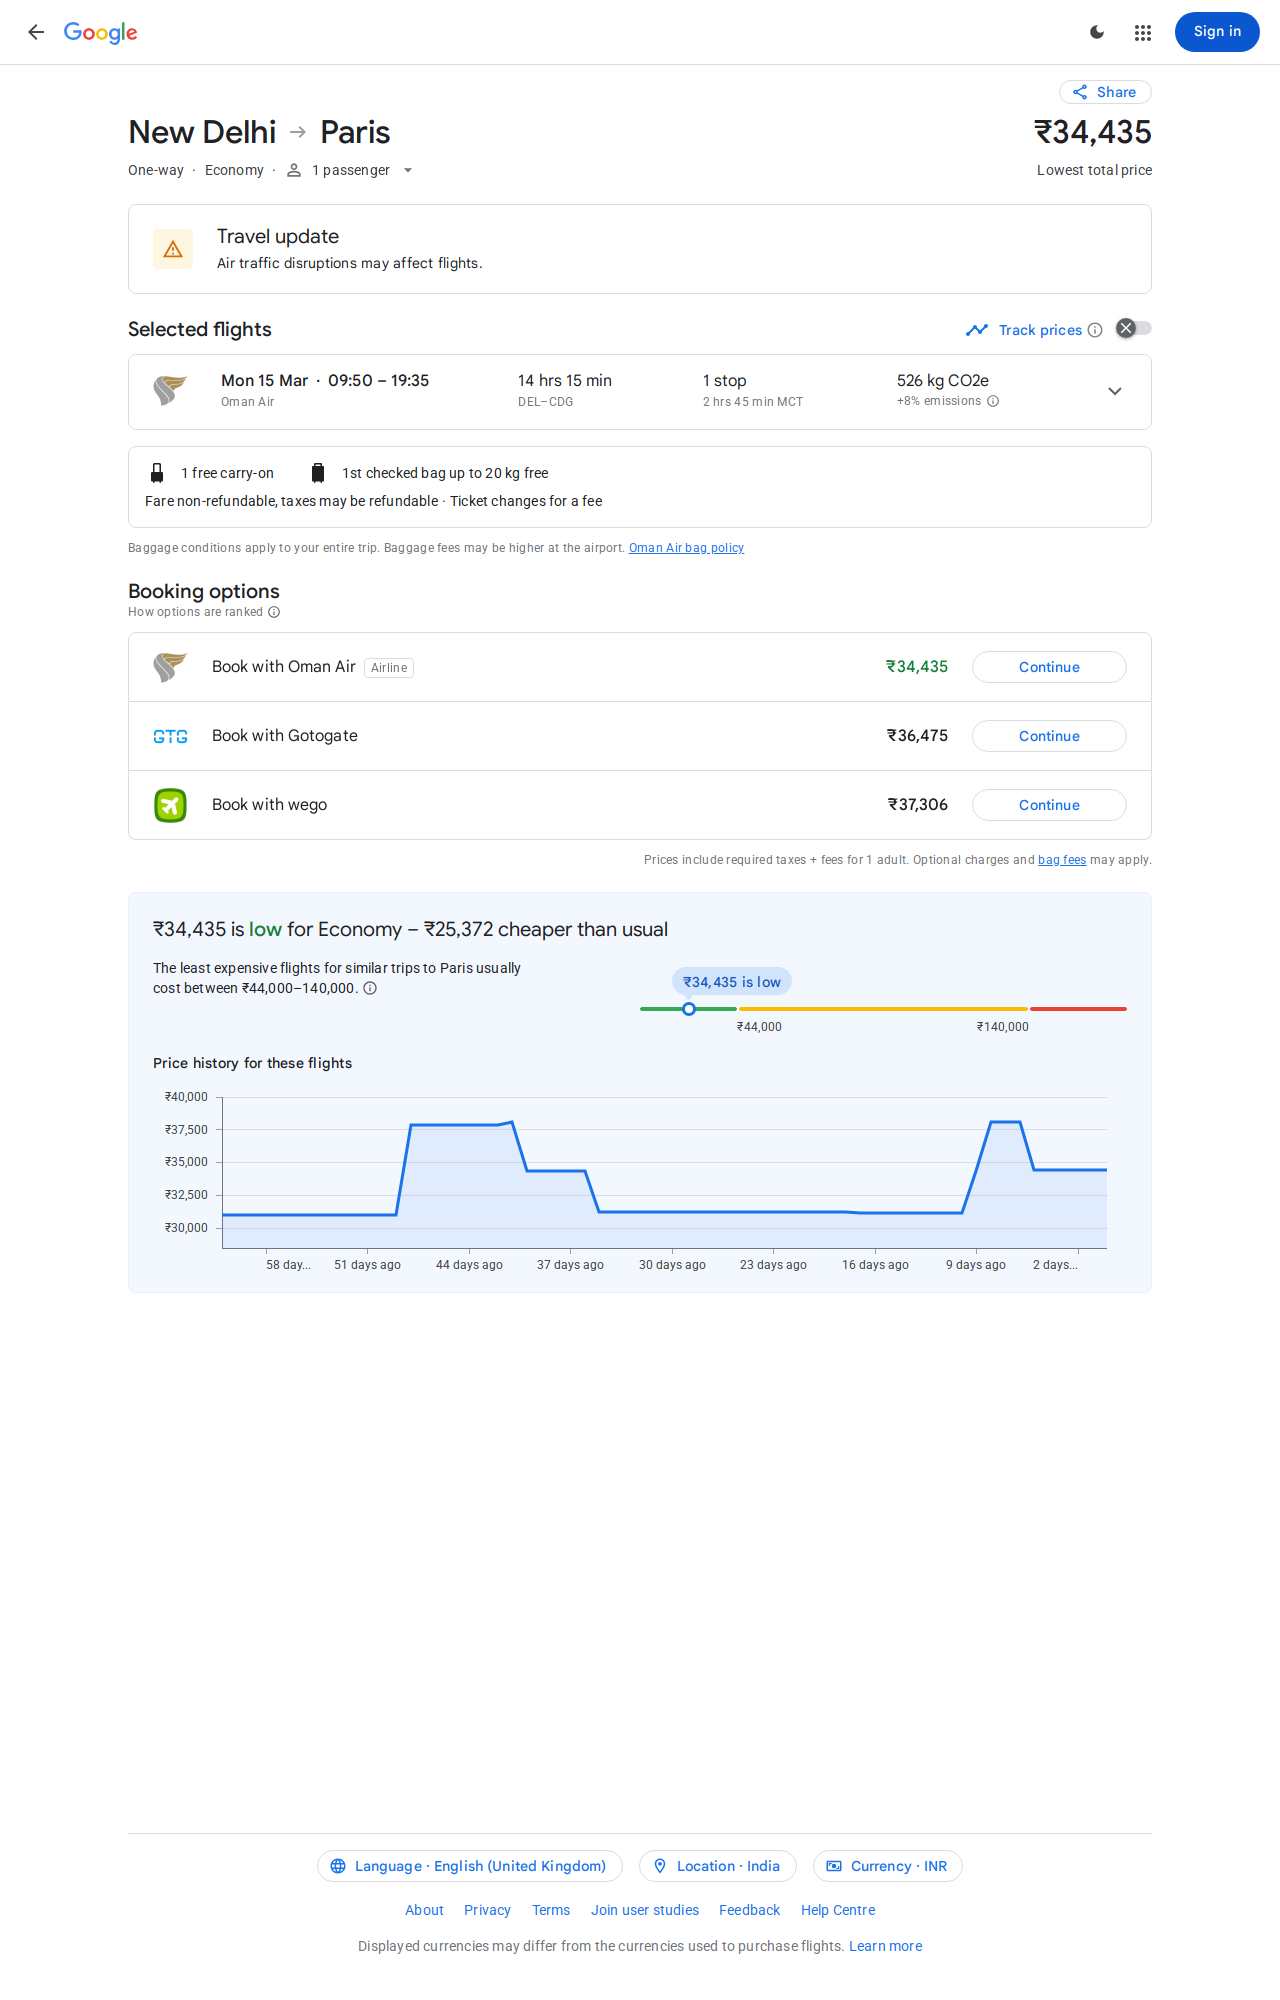 Google
Sign in
Share
New Delhi → Paris
₹34,435
One-way · Economy · 1 passenger
Lowest total price
Travel update
Air traffic disruptions may affect flights.
Selected flights
Track prices
Mon 15 Mar · 09:50 – 19:35
14 hrs 15 min
1 stop
526 kg CO2e
Oman Air
DEL–CDG
2 hrs 45 min MCT
+8% emissions
1 free carry-on
1st checked bag up to 20 kg free
Fare non-refundable, taxes may be refundable · Ticket changes for a fee
Baggage conditions apply to your entire trip. Baggage fees may be higher at the airport. Oman Air bag policy
Booking options
How options are ranked
Book with Oman Air Airline
₹34,435
Continue
GTG
Book with Gotogate
₹36,475
Continue
Book with wego
₹37,306
Continue
Prices include required taxes + fees for 1 adult. Optional charges and bag fees may apply.
₹34,435 is low for Economy – ₹25,372 cheaper than usual
The least expensive flights for similar trips to Paris usually
cost between ₹44,000–140,000.
₹34,435 is low
₹44,000
₹140,000
Price history for these flights
₹40,000
₹37,500
₹35,000
₹32,500
₹30,000
58 day... 51 days ago 44 days ago 37 days ago 30 days ago 23 days ago 16 days ago 9 days ago 2 days...
Language · English (United Kingdom)
Location · India
Currency · INR
About Privacy Terms Join user studies Feedback Help Centre
Displayed currencies may differ from the currencies used to purchase flights. Learn more